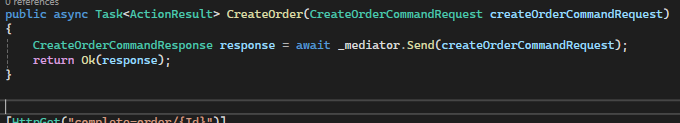 0 references
public async Task<ActionResult> CreateOrder(CreateOrderCommandRequest createOrderCommandRequest)
{
CreateOrderCommandResponse response = await _mediator.Send(createOrderCommandRequest);
return Ok(response);
}
[HttpGet("complete-order/{Id}")]